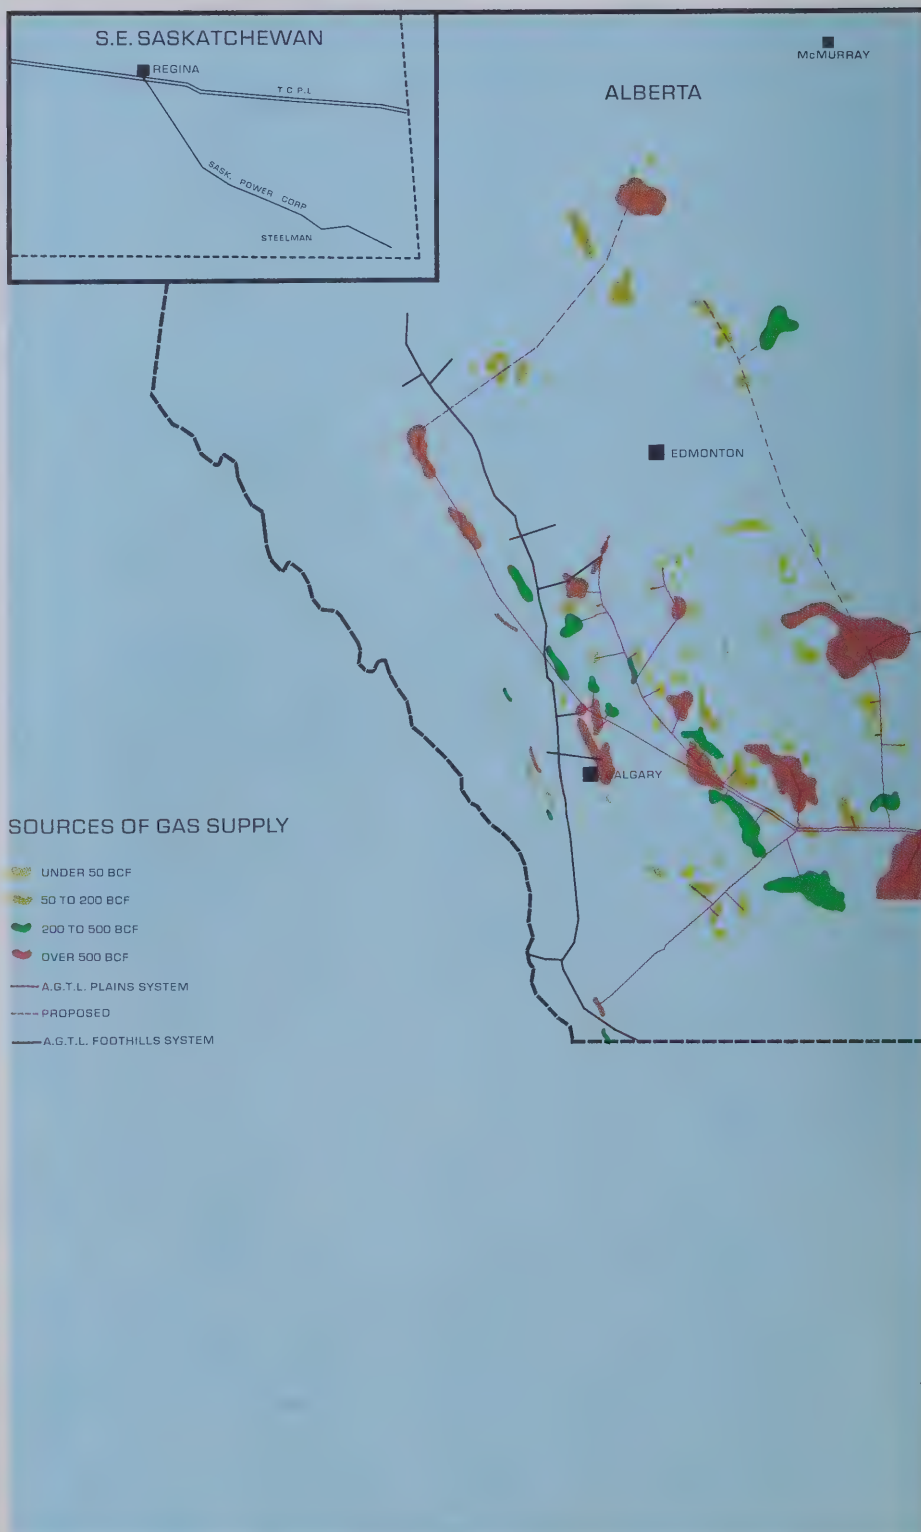 S.E. SASKATCHEWAN
REGINA
T C P.L
SASK. POWER CORP
STEELMAN
McMURRAY
ALBERTA
EDMONTON
ALGARY
SOURCES OF GAS SUPPLY
UNDER 50 BCF
50 TO 200 BCF
200 TO 500 BCF
OVER 500 BCF
A.G.T.L. PLAINS SYSTEM
PROPOSED
A.G.T.L. FOOTHILLS SYSTEM